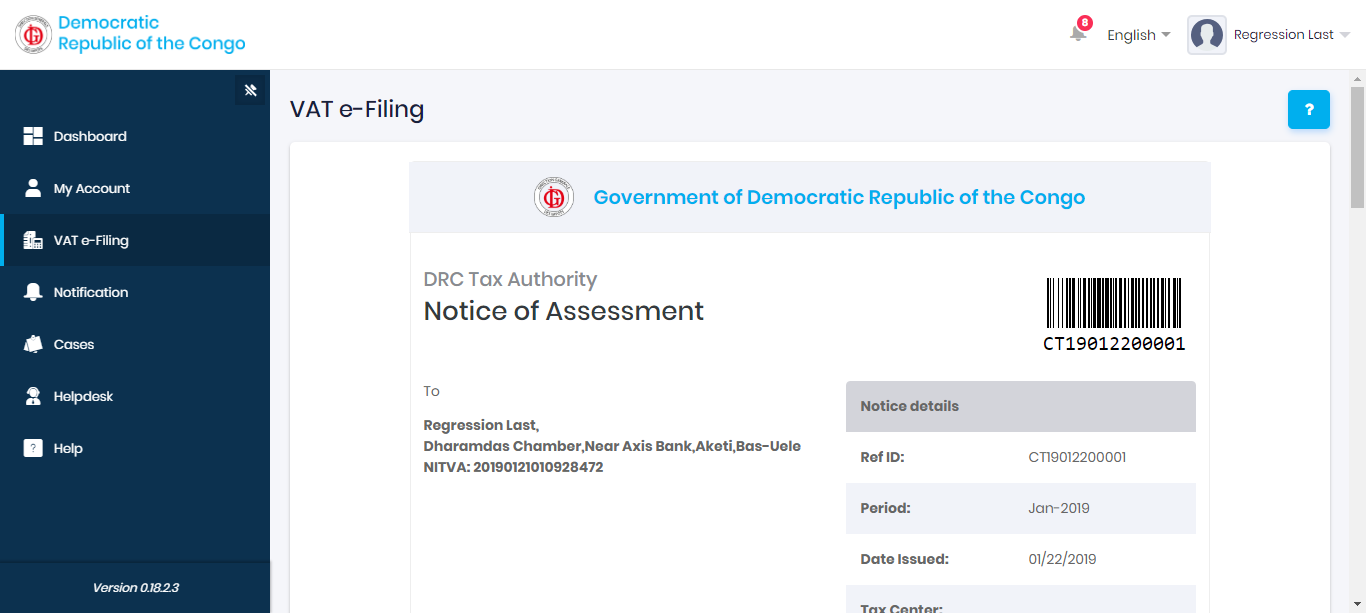 Democratic
Republic of the Congo
8
English
Regression Last
Dashboard
My Account
VAT e-Filing
Notification
Cases
Helpdesk
? Help
Version 0.18.2.3
VAT e-Filing
?
Government of Democratic Republic of the Congo
DRC Tax Authority
Notice of Assessment
CT19012200001
To
Regression Last,
Dharamdas Chamber,Near Axis Bank,Aketi,Bas-Uele
NITVA: 20190121010928472
Notice details
Ref ID: CT19012200001
Period: Jan-2019
Date Issued: 01/22/2019
Tax Center: